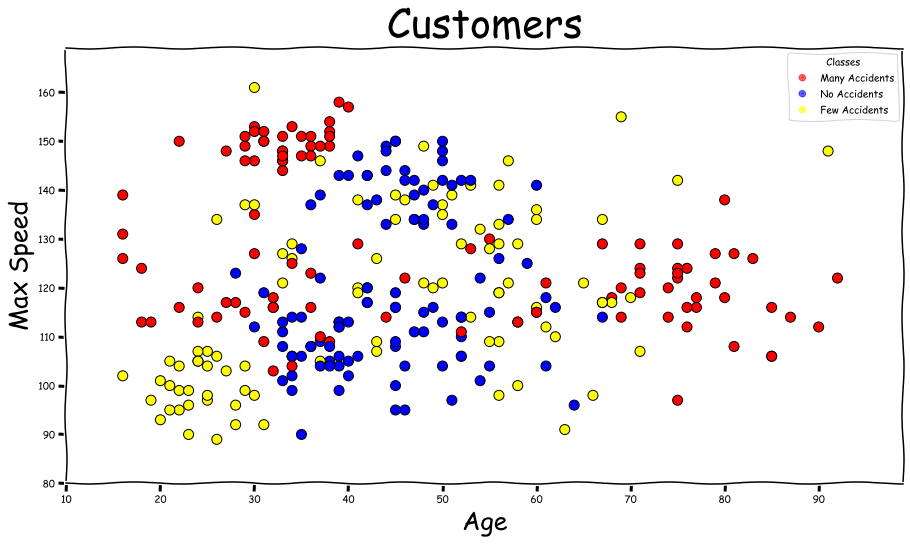 Customers
Classes
Many Accidents
No Accidents
Few Accidents
Max Speed
160
150
140
130
120
110
100
90
80
10 20 30 40 50 60 70 80 90
Age